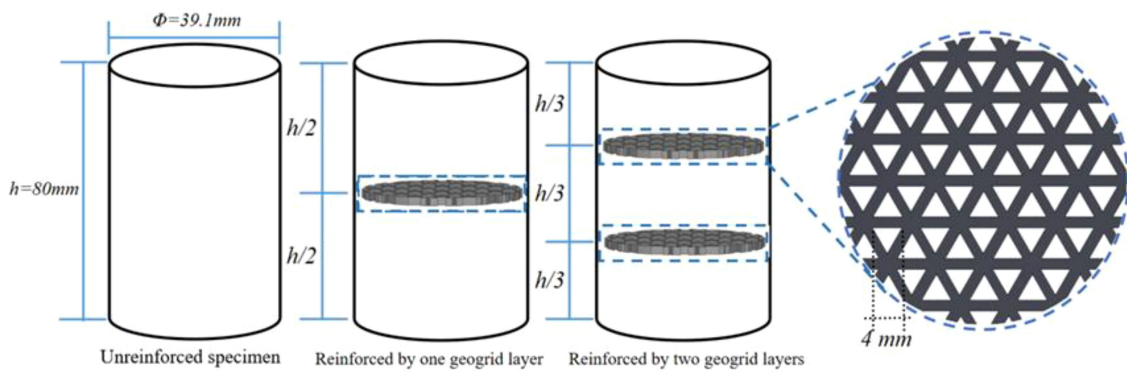 Φ=39.1mm
h=80mm
h/2
h/2
h/3
h/3
h/3
4 mm
Unreinforced specimen
Reinforced by one geogrid layer
Reinforced by two geogrid layers